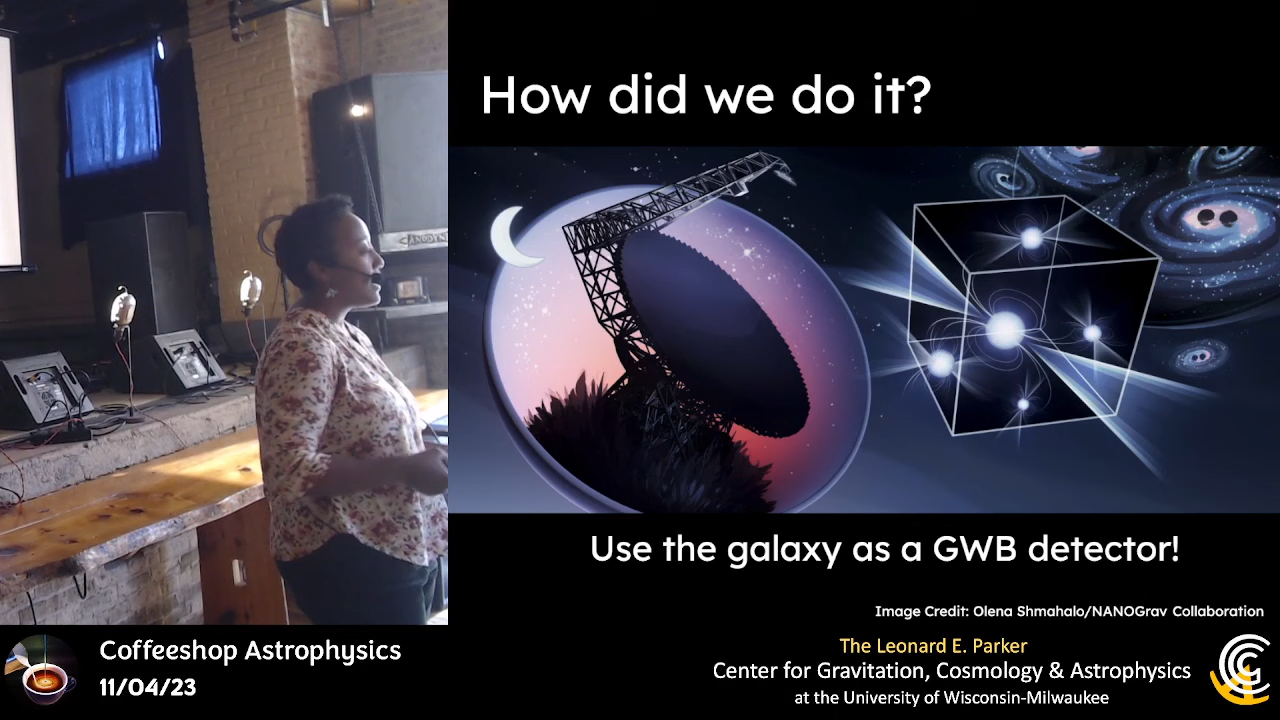 How did we do it?
Use the galaxy as a GWB detector!
Image Credit: Olena Shmahalo/NANOGrav Collaboration
Coffeeshop Astrophysics
11/04/23
The Leonard E. Parker
Center for Gravitation, Cosmology & Astrophysics
at the University of Wisconsin-Milwaukee